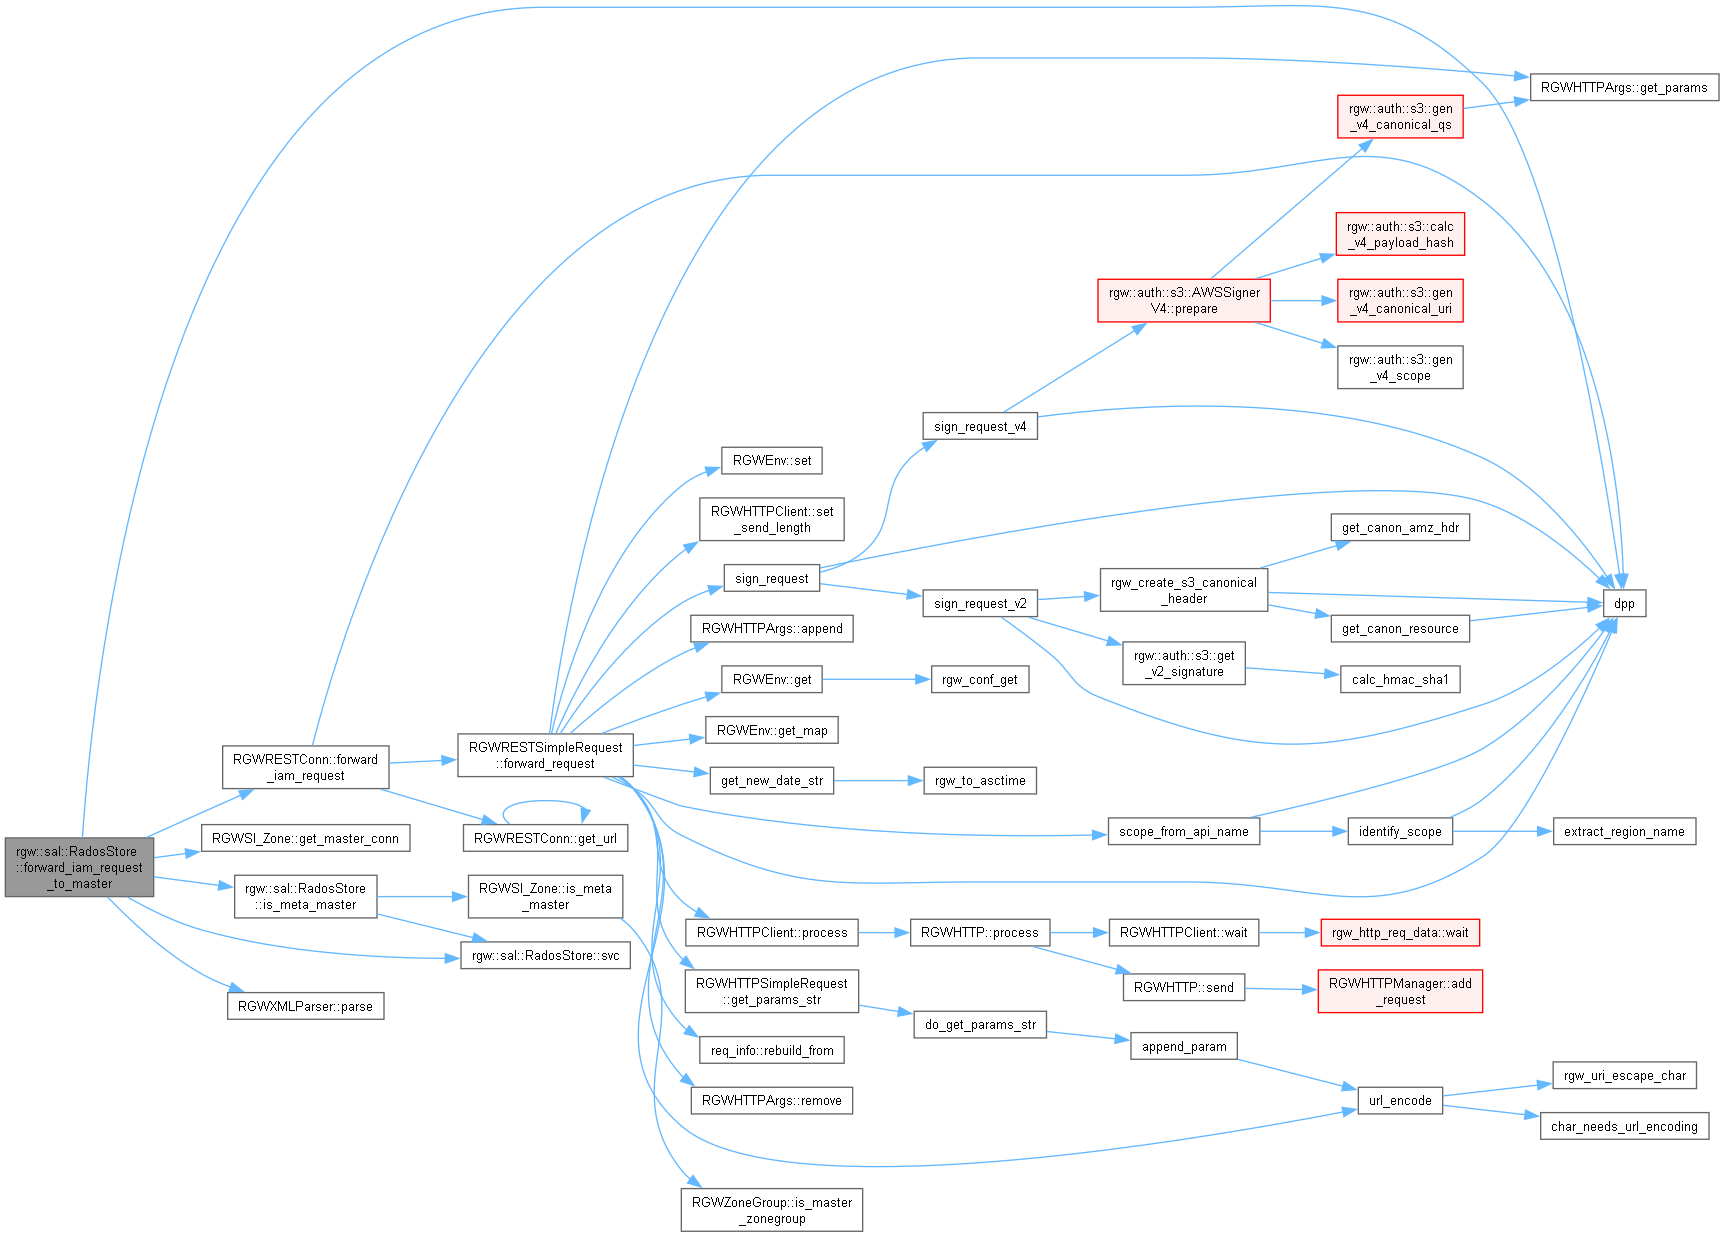 rgw::sal::RadosStore
::forward_iam_request
_to_master
RGWRESTConn::forward
_iam_request
RGWSI_Zone::get_master_conn
rgw::sal::RadosStore
::is_meta_master
RGWXMLParser::parse
RGWRESTSimpleRequest
::forward_request
RGWRESTConn::get_url
RGWSI_Zone::is_meta
_master
rgw::sal::RadosStore::svc
RGWEnv::set
RGWHTTPClient::set
_send_length
sign_request
RGWHTTPArgs::append
RGWEnv::get
RGWEnv::get_map
get_new_date_str
RGWHTTPClient::process
RGWHTTPSimpleRequest
::get_params_str
req_info::rebuild_from
RGWHTTPArgs::remove
RGWZoneGroup::is_master
_zonegroup
sign_request_v4
sign_request_v2
rgw_conf_get
rgw_to_asctime
RGWHTTP::process
do_get_params_str
rgw::auth::s3::AWSSigner
V4::prepare
rgw_create_s3_canonical
_header
rgw::auth::s3::get
_v2_signature
scope_from_api_name
RGWHTTPClient::wait
RGWHTTP::send
append_param
rgw::auth::s3::gen
_v4_canonical_qs
rgw::auth::s3::calc
_v4_payload_hash
rgw::auth::s3::gen
_v4_canonical_uri
rgw::auth::s3::gen
_v4_scope
get_canon_amz_hdr
get_canon_resource
calc_hmac_sha1
identify_scope
rgw_http_req_data::wait
RGWHTTPManager::add
_request
url_encode
RGWHTTPArgs::get_params
dpp
extract_region_name
rgw_uri_escape_char
char_needs_url_encoding